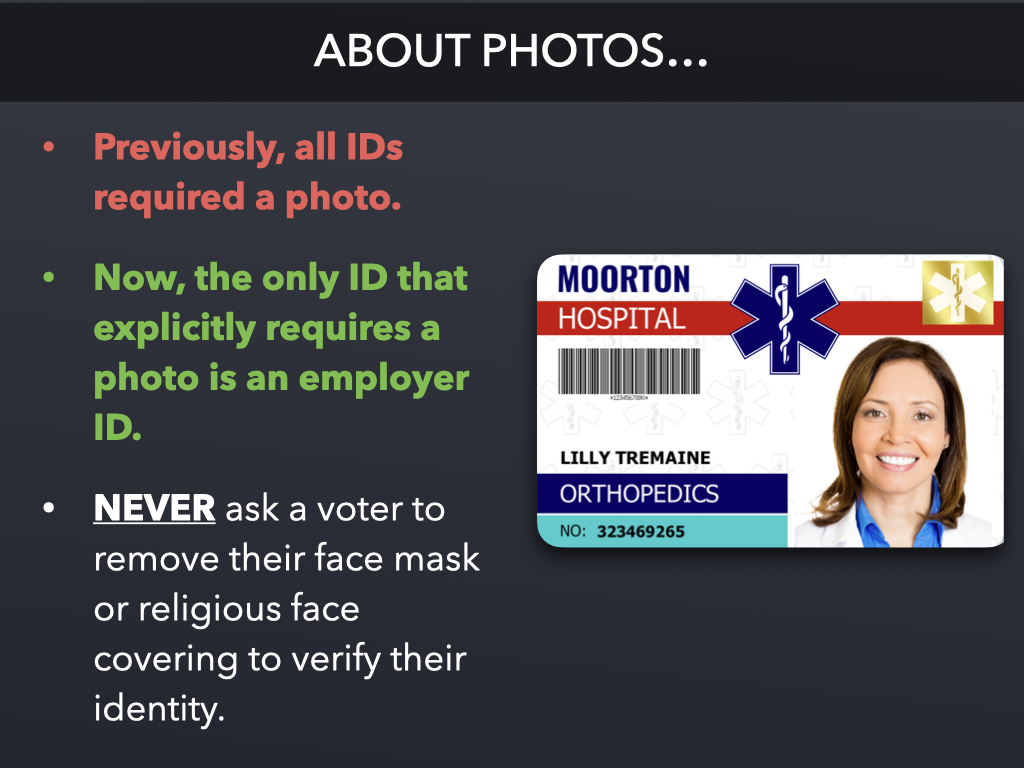 ABOUT PHOTOS...
• Previously, all IDs
required a photo.
• Now, the only ID that
explicitly requires a
photo is an employer
ID.
• NEVER ask a voter to
remove their face mask
or religious face
covering to verify their
identity.
MOORTON
HOSPITAL
*1234567890*
LILLY TREMAINE
ORTHOPEDICS
NO: 323469265